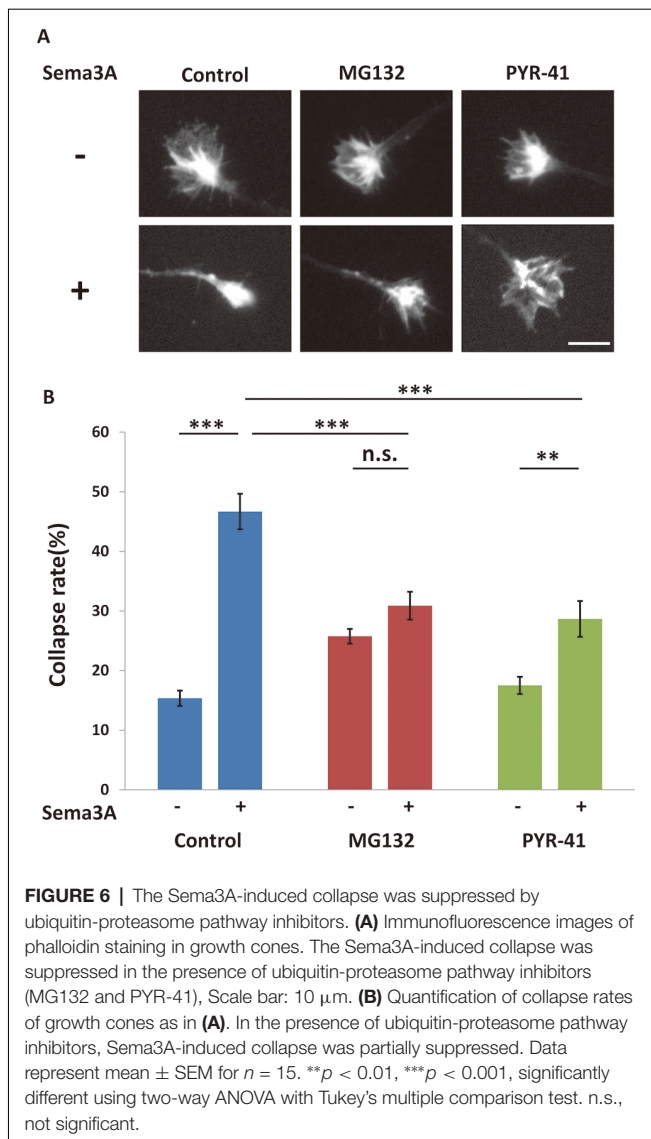 A
Sema3A Control MG132 PYR-41
-
+
B
***
*** *** n.s. **
60
50
40
30
20
10
0
Collapse rate(%)
Sema3A - + - + - +
Control MG132 PYR-41
FIGURE 6 | The Sema3A-induced collapse was suppressed by
ubiquitin-proteasome pathway inhibitors. (A) Immunofluorescence images of
phalloidin staining in growth cones. The Sema3A-induced collapse was
suppressed in the presence of ubiquitin-proteasome pathway inhibitors
(MG132 and PYR-41), Scale bar: 10 μm. (B) Quantification of collapse rates
of growth cones as in (A). In the presence of ubiquitin-proteasome pathway
inhibitors, Sema3A-induced collapse was partially suppressed. Data
represent mean ± SEM for n = 15. **p < 0.01, ***p < 0.001, significantly
different using two-way ANOVA with Tukey's multiple comparison test. n.s.,
not significant.